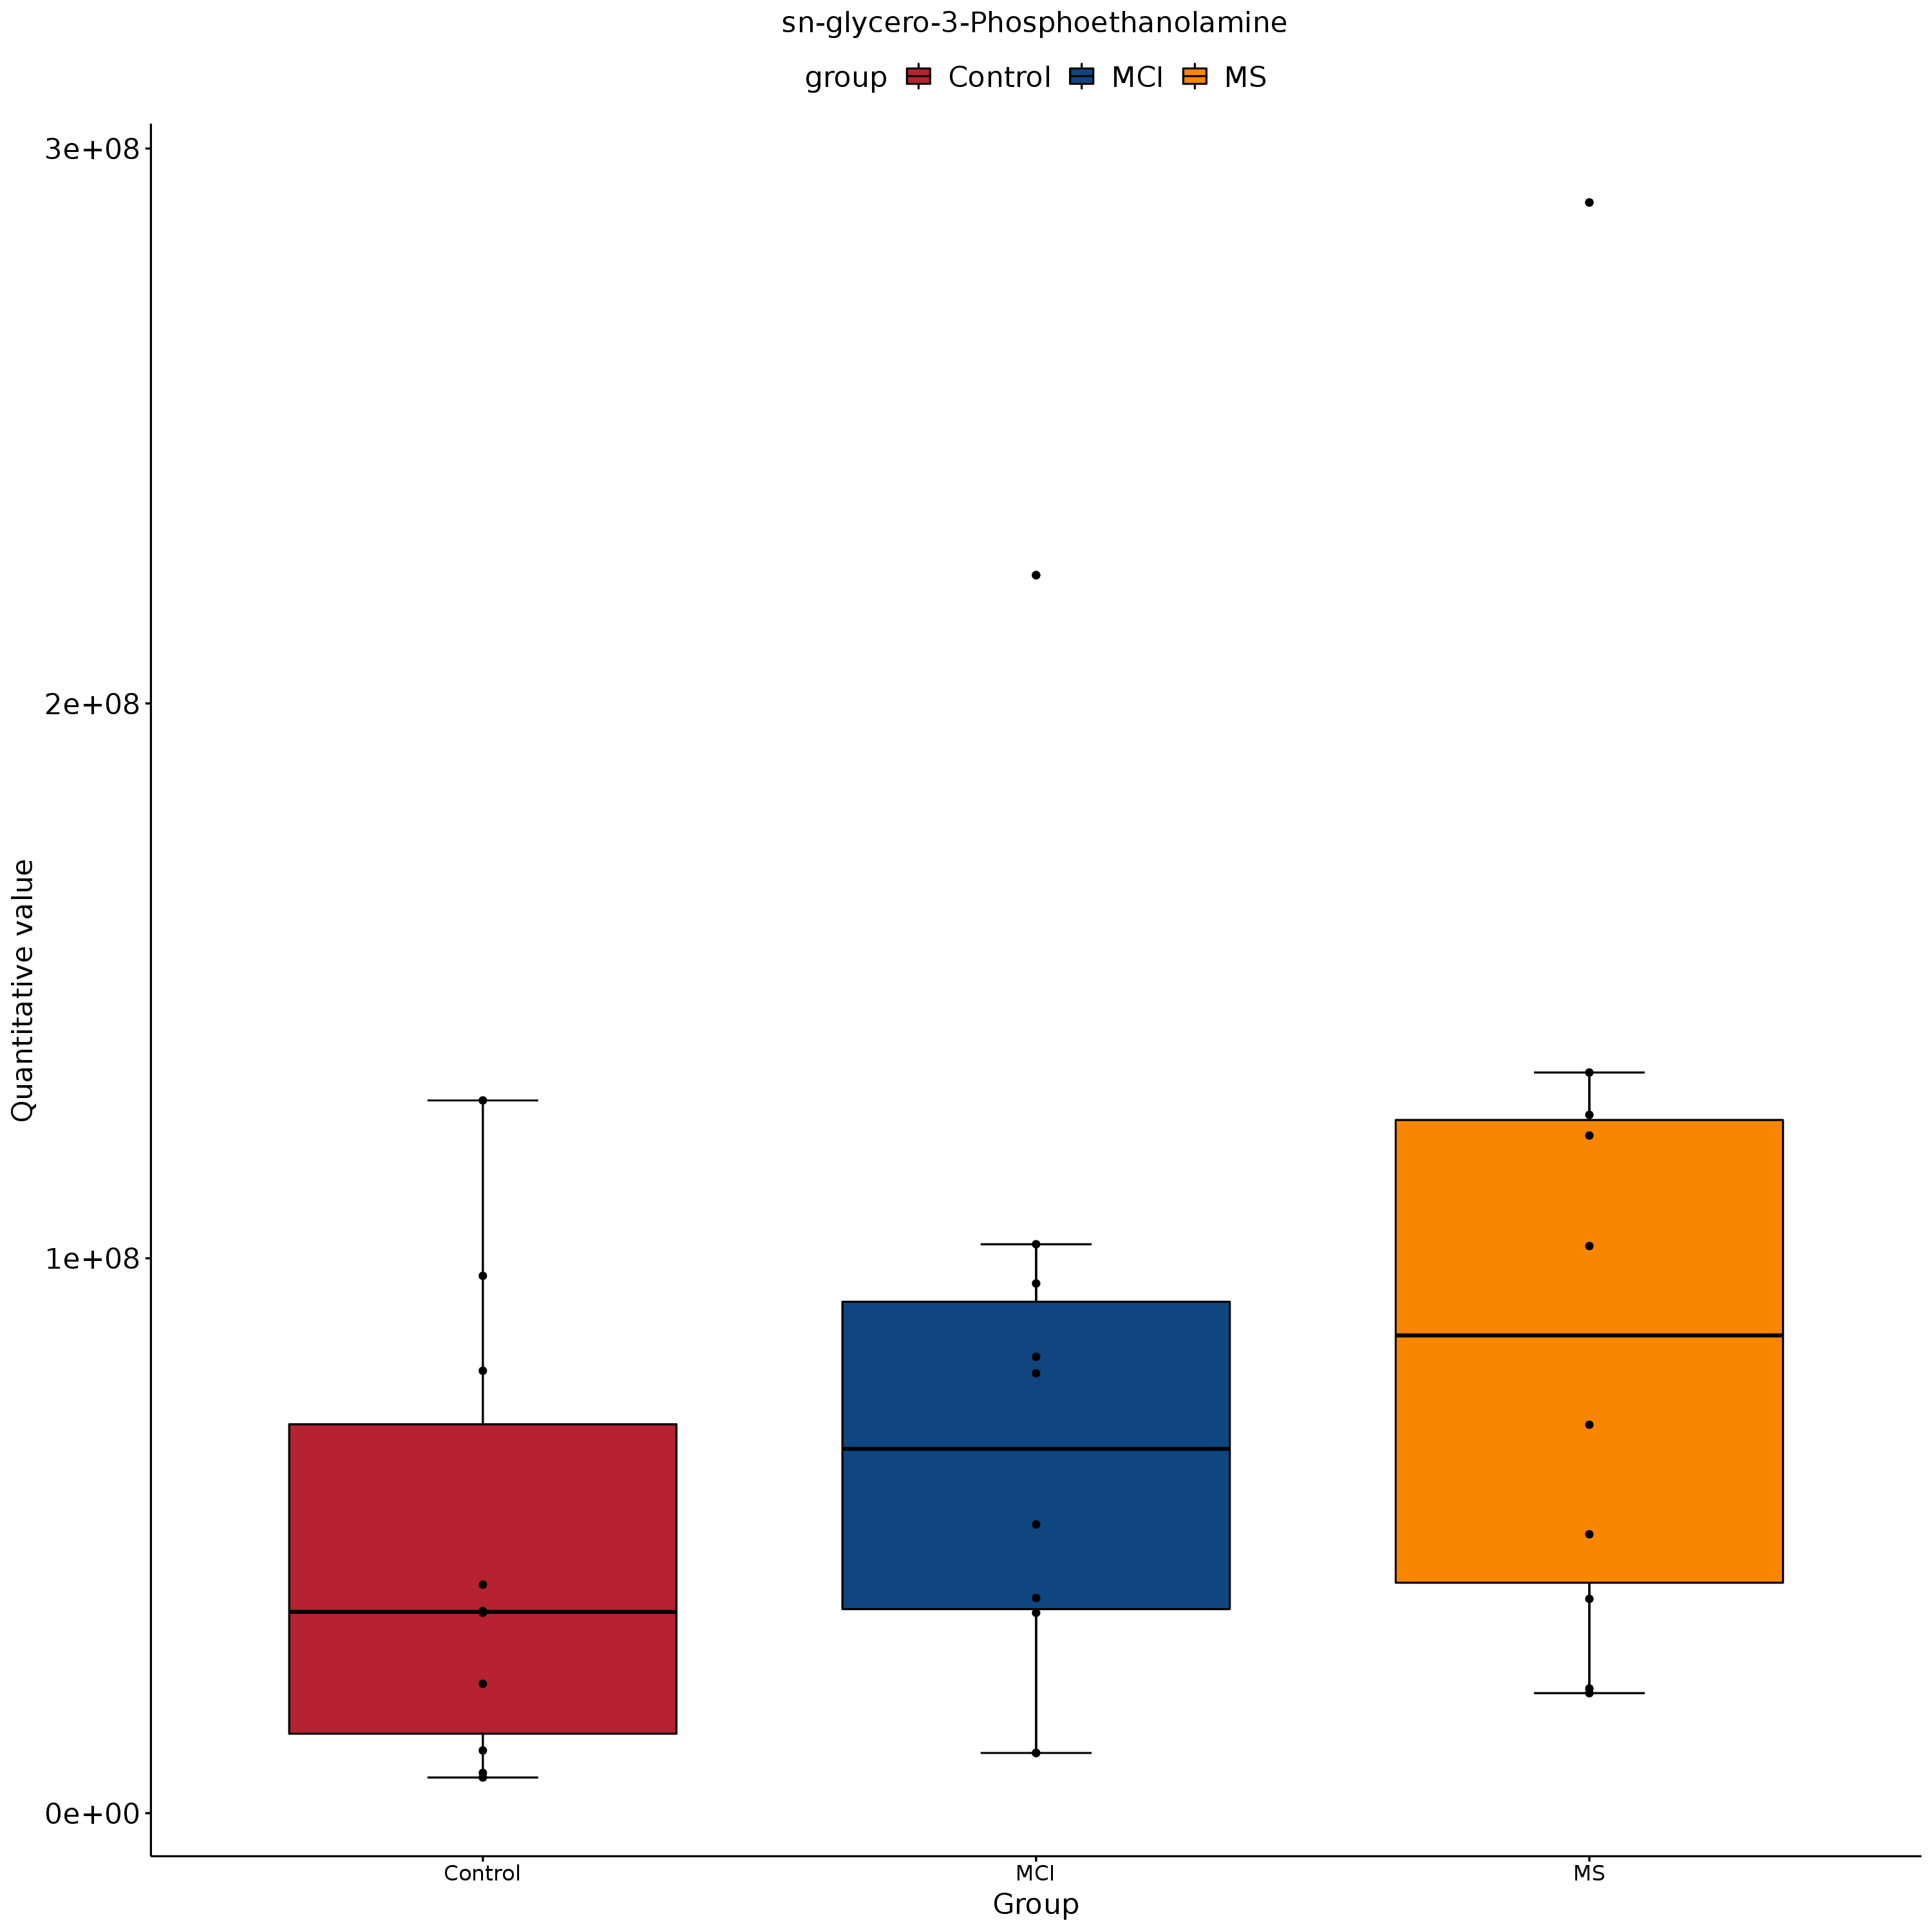 sn-glycero-3-Phosphoethanolamine
group Control MCI MS
3e+08
2e+08
1e+08
0e+00
Quantitative value
Control MCI MS
Group